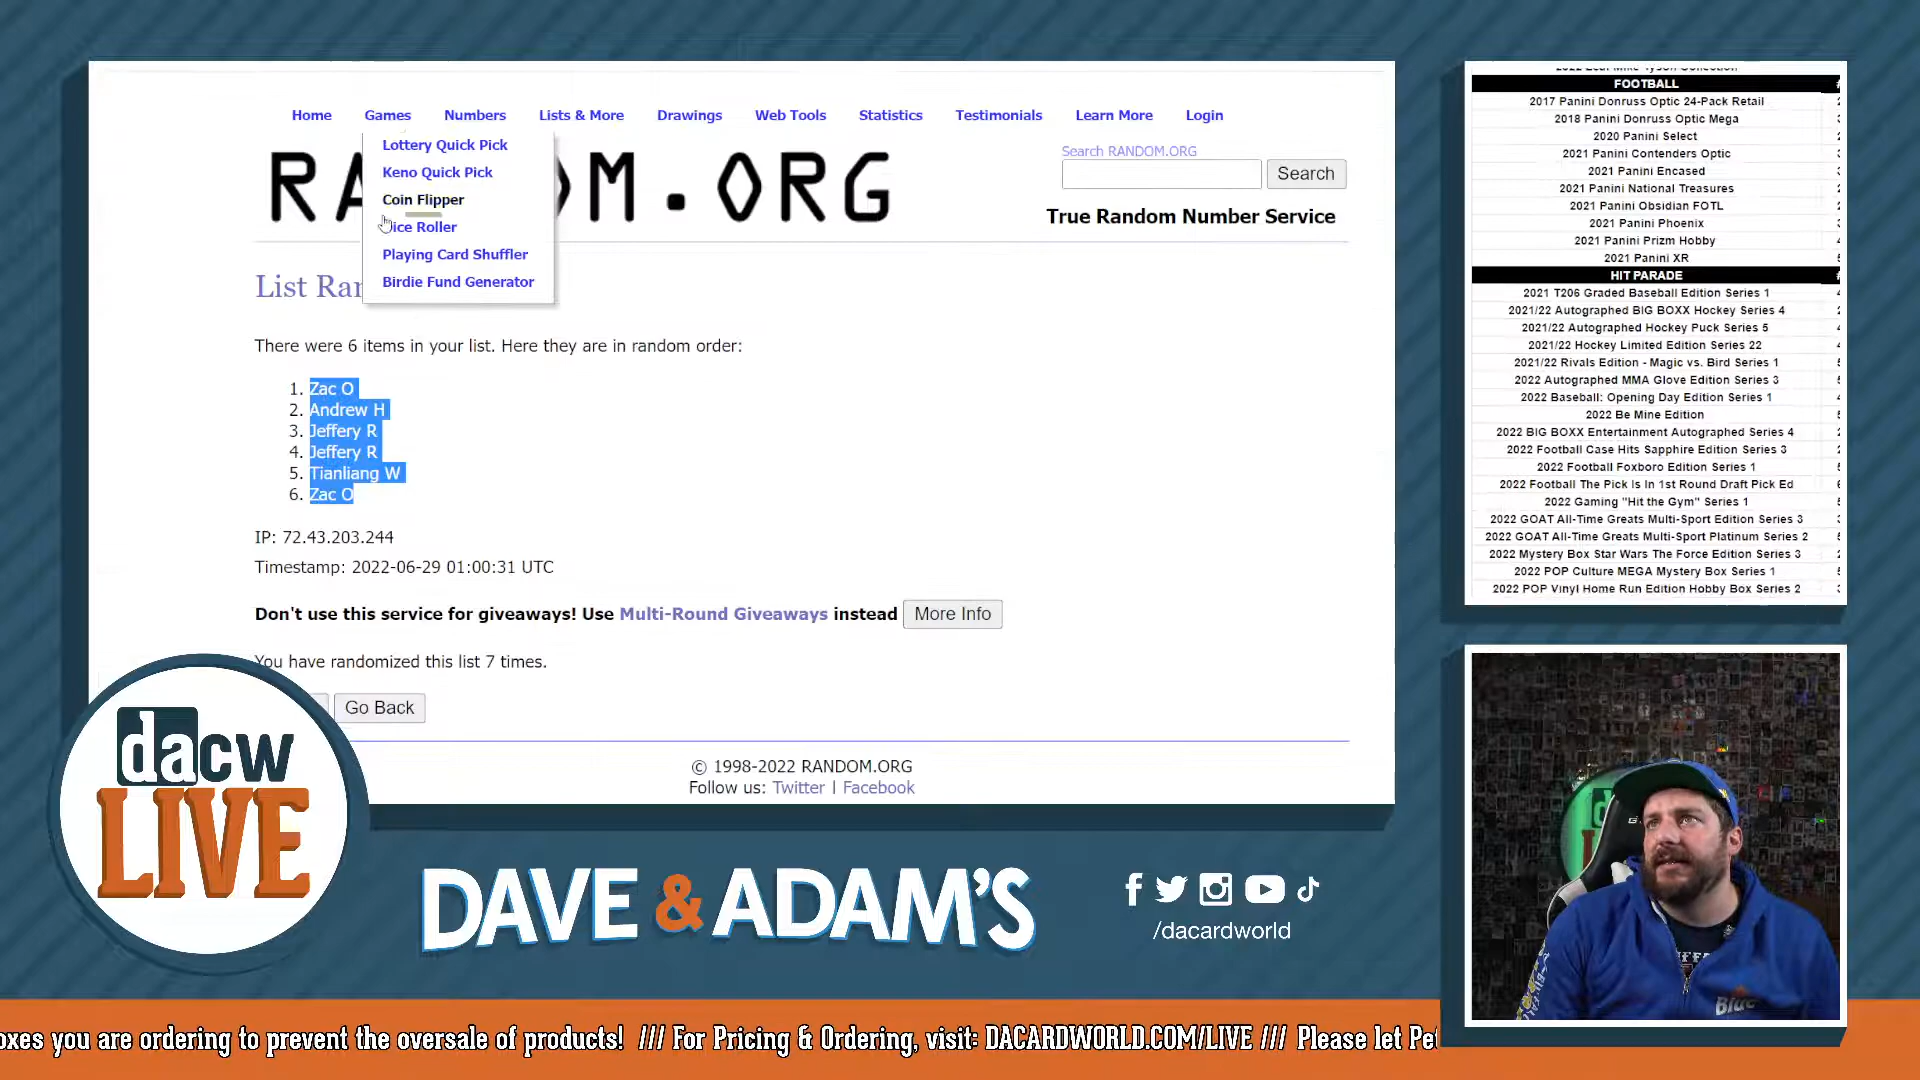 Home Games Numbers Lists & More Drawings Web Tools Statistics Testimonials Learn More Login
Lottery Quick Pick
Keno Quick Pick
Coin Flipper
Dice Roller
Playing Card Shuffler
Birdie Fund Generator
RA M.ORG
Search RANDOM.ORG
Search
True Random Number Service
List Ran
There were 6 items in your list. Here they are in random order:
1. Zac O
2. Andrew H
3. Jeffery R
4. Jeffery R
5. Tianliang W
6. Zac O
IP: 72.43.203.244
Timestamp: 2022-06-29 01:00:31 UTC
Don't use this service for giveaways! Use Multi-Round Giveaways instead More Info
You have randomized this list 7 times.
Go Back
© 1998-2022 RANDOM.ORG
Follow us: Twitter | Facebook
2022 Leaf Mike Tyson Collection
FOOTBALL
2017 Panini Donruss Optic 24-Pack Retail
2018 Panini Donruss Optic Mega
2020 Panini Select
2021 Panini Contenders Optic
2021 Panini Encased
2021 Panini National Treasures
2021 Panini Obsidian FOTL
2021 Panini Phoenix
2021 Panini Prizm Hobby
2021 Panini XR
HIT PARADE
2021 T206 Graded Baseball Edition Series 1
2021/22 Autographed BIG BOXX Hockey Series 4
2021/22 Autographed Hockey Puck Series 5
2021/22 Hockey Limited Edition Series 22
2021/22 Rivals Edition - Magic vs. Bird Series 1
2022 Autographed MMA Glove Edition Series 3
2022 Baseball: Opening Day Edition Series 1
2022 Be Mine Edition
2022 BIG BOXX Entertainment Autographed Series 4
2022 Football Case Hits Sapphire Edition Series 3
2022 Football Foxboro Edition Series 1
2022 Football The Pick Is In 1st Round Draft Pick Ed
2022 Gaming "Hit the Gym" Series 1
2022 GOAT All-Time Greats Multi-Sport Edition Series 3
2022 GOAT All-Time Greats Multi-Sport Platinum Series 2
2022 Mystery Box Star Wars The Force Edition Series 3
2022 POP Culture MEGA Mystery Box Series 1
2022 POP Vinyl Home Run Edition Hobby Box Series 2
dacw
LIVE
DAVE & ADAM'S
/dacardworld
oxes you are ordering to prevent the oversale of products! /// For Pricing & Ordering, visit: DACARDWORLD.COM/LIVE /// Please let Pet